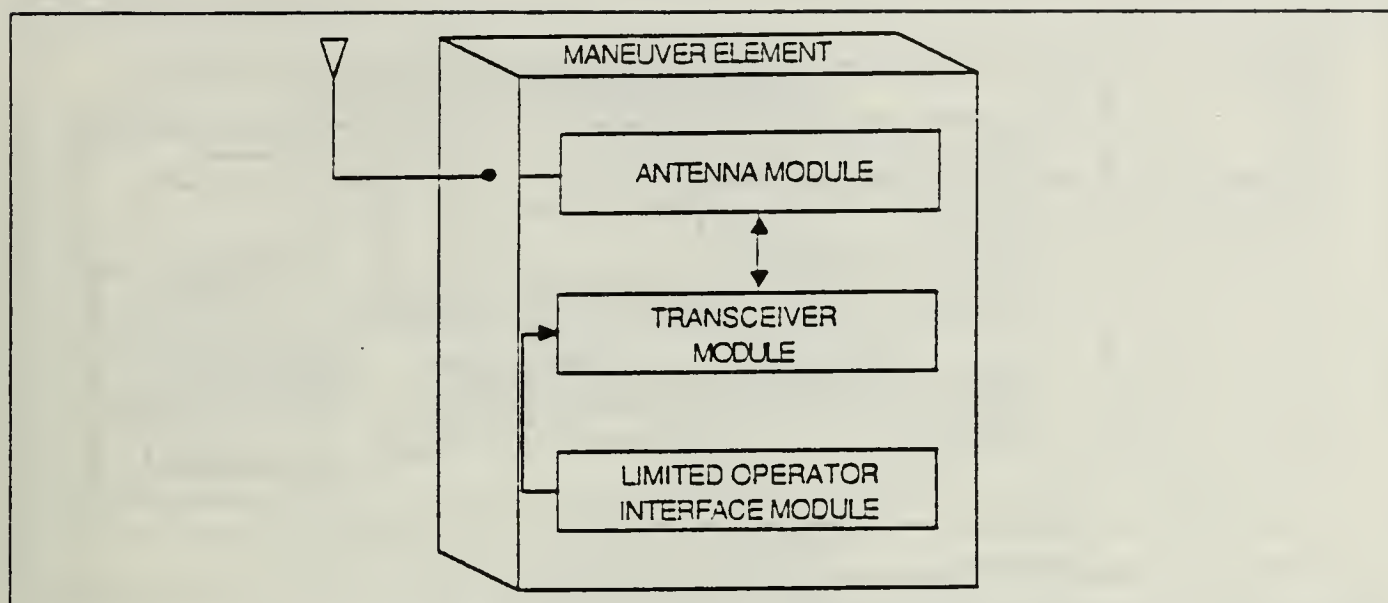 MANEUVER ELEMENT
ANTENNA MODULE
TRANSCEIVER
MODULE
LIMITED OPERATOR
INTERFACE MODULE